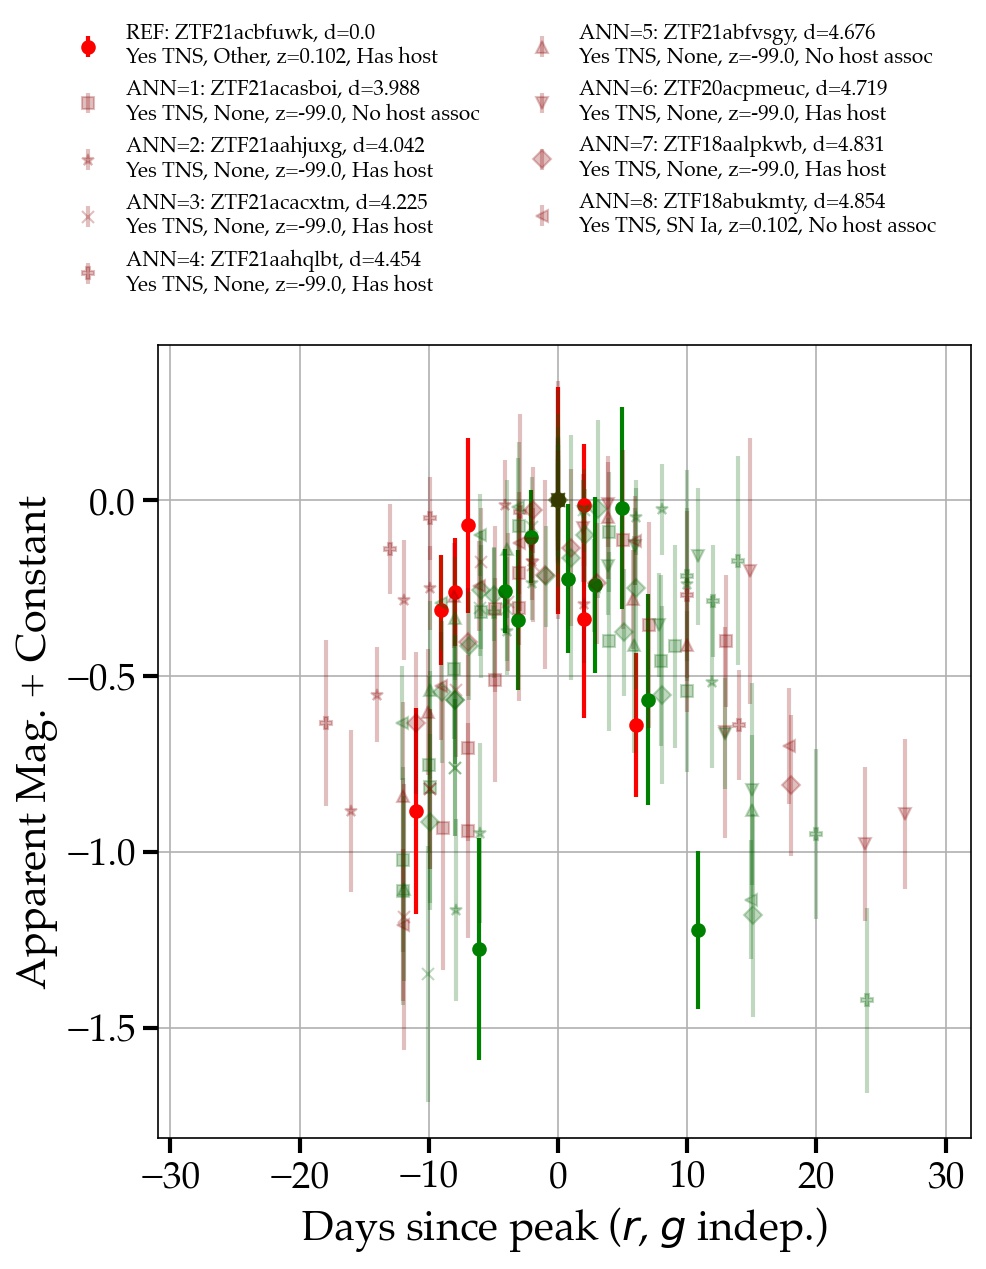 REF: ZTF21acbfuwk, d=0.0
Yes TNS, Other, z=0.102, Has host
ANN=1: ZTF21acasboi, d=3.988
Yes TNS, None, z=-99.0, No host assoc
ANN=2: ZTF21aahjuxg, d=4.042
Yes TNS, None, z=-99.0, Has host
ANN=3: ZTF21acacxtm, d=4.225
Yes TNS, None, z=-99.0, Has host
ANN=4: ZTF21aahqlbt, d=4.454
Yes TNS, None, z=-99.0, Has host
ANN=5: ZTF21abfvsgy, d=4.676
Yes TNS, None, z=-99.0, No host assoc
ANN=6: ZTF20acpmeuc, d=4.719
Yes TNS, None, z=-99.0, Has host
ANN=7: ZTF18aalpkwb, d=4.831
Yes TNS, None, z=-99.0, Has host
ANN=8: ZTF18abukmty, d=4.854
Yes TNS, SN Ia, z=0.102, No host assoc
Apparent Mag. + Constant
0.0
−0.5
−1.0
−1.5
−30 −20 −10 0 10 20 30
Days since peak (r, g indep.)